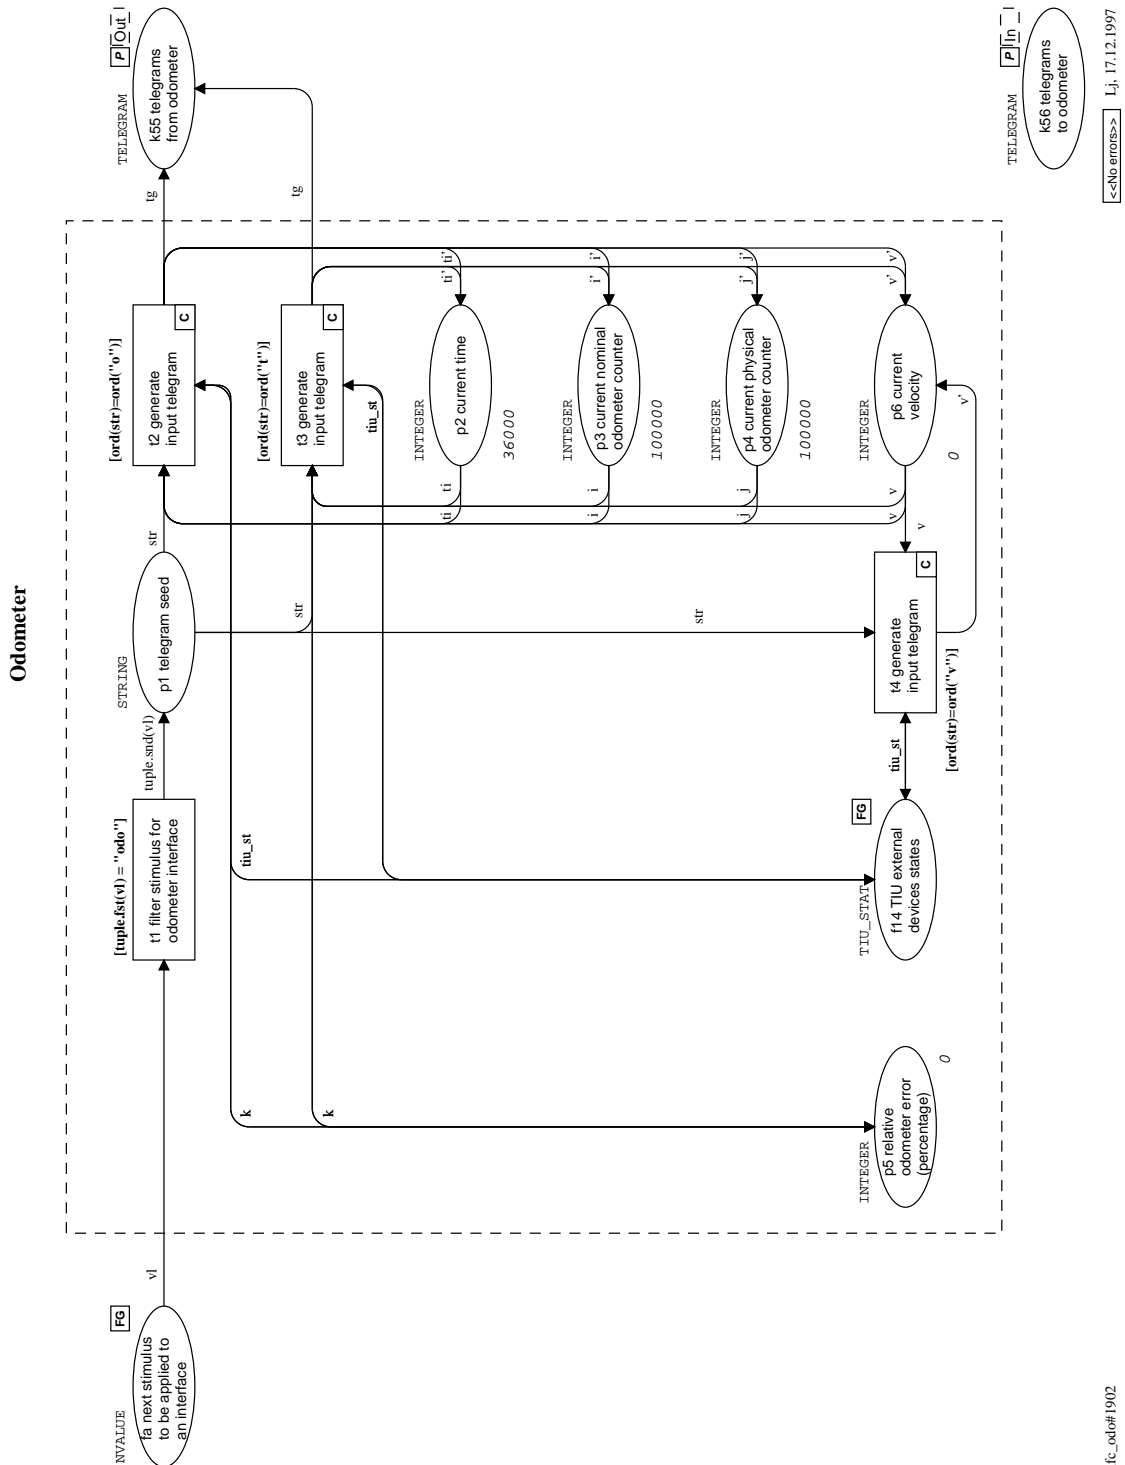 Odometer
NVALUE
FG
fa next stimulus
to be applied to
an interface
vl
[tuple.fst(vl) = "odo"]
t1 filter stimulus for
odometer interface
tuple.snd(vl)
STRING
p1 telegram seed
str
[ord(str)=ord("o")]
t2 generate
input telegram
C
tg
TELEGRAM
P Out
k55 telegrams
from odometer
str
[ord(str)=ord("t")]
t3 generate
input telegram
C
tg
k
k
tiu_st
tiu_st
INTEGER
p2 current time
36000
ti
ti
ti'
ti'
INTEGER
p3 current nominal
odometer counter
100000
i
i
i'
i'
INTEGER
p4 current physical
odometer counter
100000
j
j
j'
j'
INTEGER
p6 current
velocity
0
v
v
v'
v'
v
v'
str
t4 generate
input telegram
C
[ord(str)=ord("v")]
tiu_st
FG
TIU_STAT
f14 TIU external
devices states
INTEGER
p5 relative
odometer error
(percentage)
0
TELEGRAM
P In
k56 telegrams
to odometer
fc_odo#1902
<<No errors>>
Lj, 17.12.1997